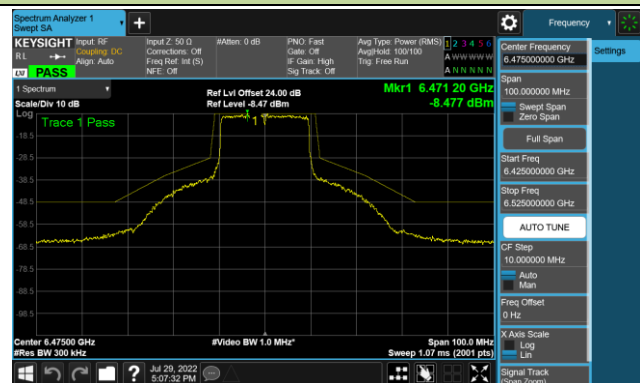 Spectrum Analyzer 1
Swept SA
Frequency
KEYSIGHT
Input: RF
Input Z: 50 Ω
#Atten: 0 dB
PNO: Fast
Avg Type: Power (RMS)
1 2 3 4 5 6
RL
Coupling: DC
Corrections: Off
Gate: Off
Avg|Hold: 100/100
Align: Auto
Freq Ref: Int (S)
IF Gain: High
Trig: Free Run
A W W W W W
LXI
PASS
NFE: Off
Sig Track: Off
A N N N N N
1 Spectrum
Ref Lvl Offset 24.00 dB
Mkr1 6.471 20 GHz
Scale/Div 10 dB
Ref Level -8.47 dBm
-8.477 dBm
Log
Trace 1 Pass
1
-18.5
-28.5
-38.5
-48.5
-58.5
-68.5
-78.5
-88.5
-98.5
Center 6.47500 GHz
#Video BW 1.0 MHz*
Span 100.0 MHz
#Res BW 300 kHz
Sweep 1.07 ms (2001 pts)
Jul 29, 2022
5:07:32 PM
Center Frequency
6.475000000 GHz
Settings
Span
100.000000 MHz
Swept Span
Zero Span
Full Span
Start Freq
6.425000000 GHz
Stop Freq
6.525000000 GHz
AUTO TUNE
CF Step
10.000000 MHz
Auto
Man
Freq Offset
0 Hz
X Axis Scale
Log
Lin
Signal Track
(Span Zoom)